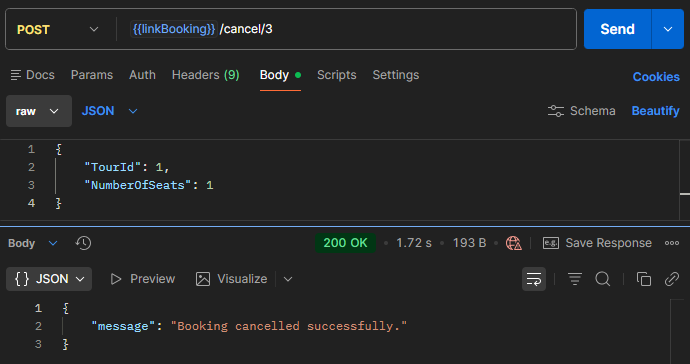 POST {{linkBooking}} /cancel/3 Send
Docs Params Auth Headers (9) Body Scripts Settings Cookies
raw JSON Schema Beautify
1 {
2 "TourId": 1,
3 "NumberOfSeats": 1
4 }
Body 200 OK • 1.72 s • 193 B e.g. Save Response
{ } JSON Preview Visualize
1 {
2 "message": "Booking cancelled successfully."
3 }